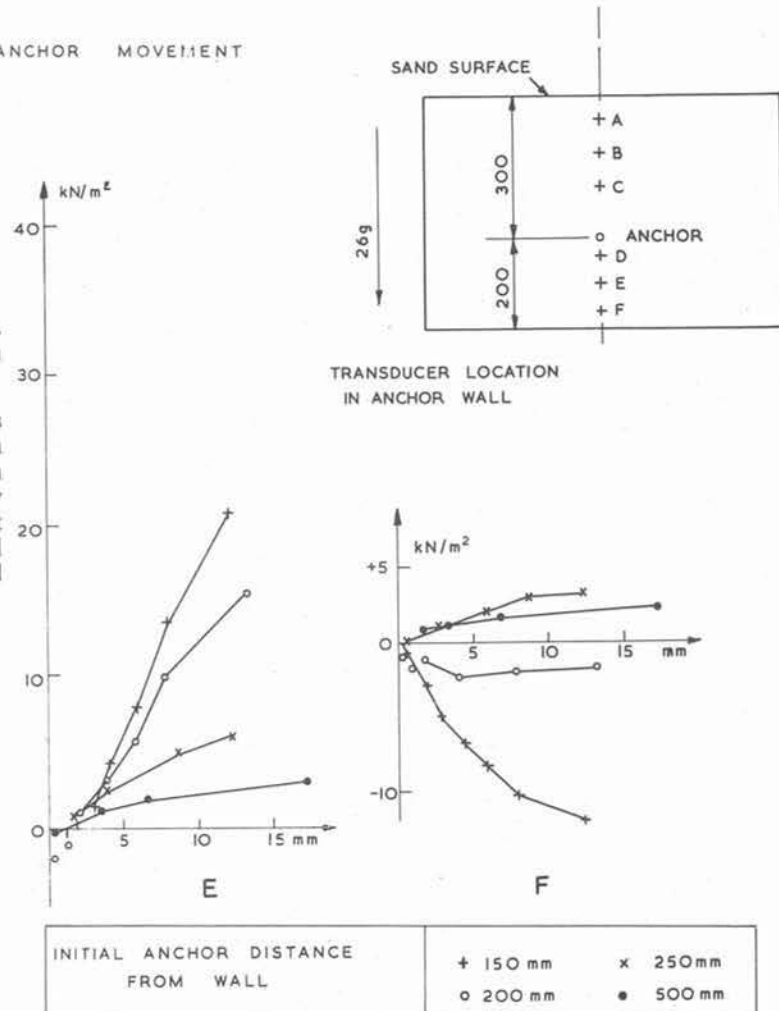 ANCHOR MOVEMENT
SAND SURFACE
+ A
+ B
+ C
300
ANCHOR
26g
200
+ D
+ E
+ F
TRANSDUCER LOCATION
IN ANCHOR WALL
kN/m²
40
30
20
10
0
5
10
15 mm
E
kN/m²
+5
0
-10
5
10
15 mm
F
INITIAL ANCHOR DISTANCE
FROM WALL
+ 150 mm
x 250mm
o 200 mm
• 500 mm